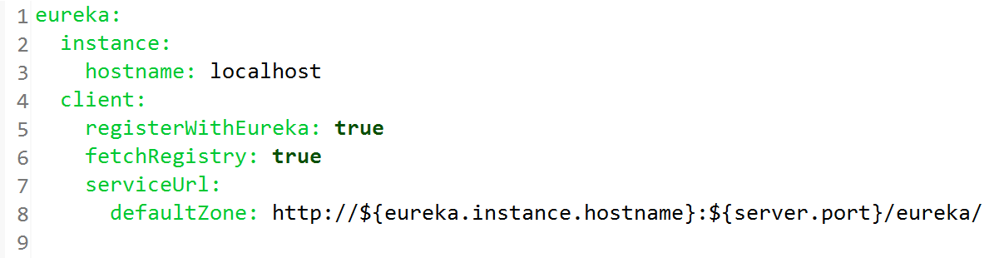 1 eureka:
2   instance:
3     hostname: localhost
4   client:
5     registerWithEureka: true
6     fetchRegistry: true
7     serviceUrl:
8       defaultZone: http://${eureka.instance.hostname}:${server.port}/eureka/
9